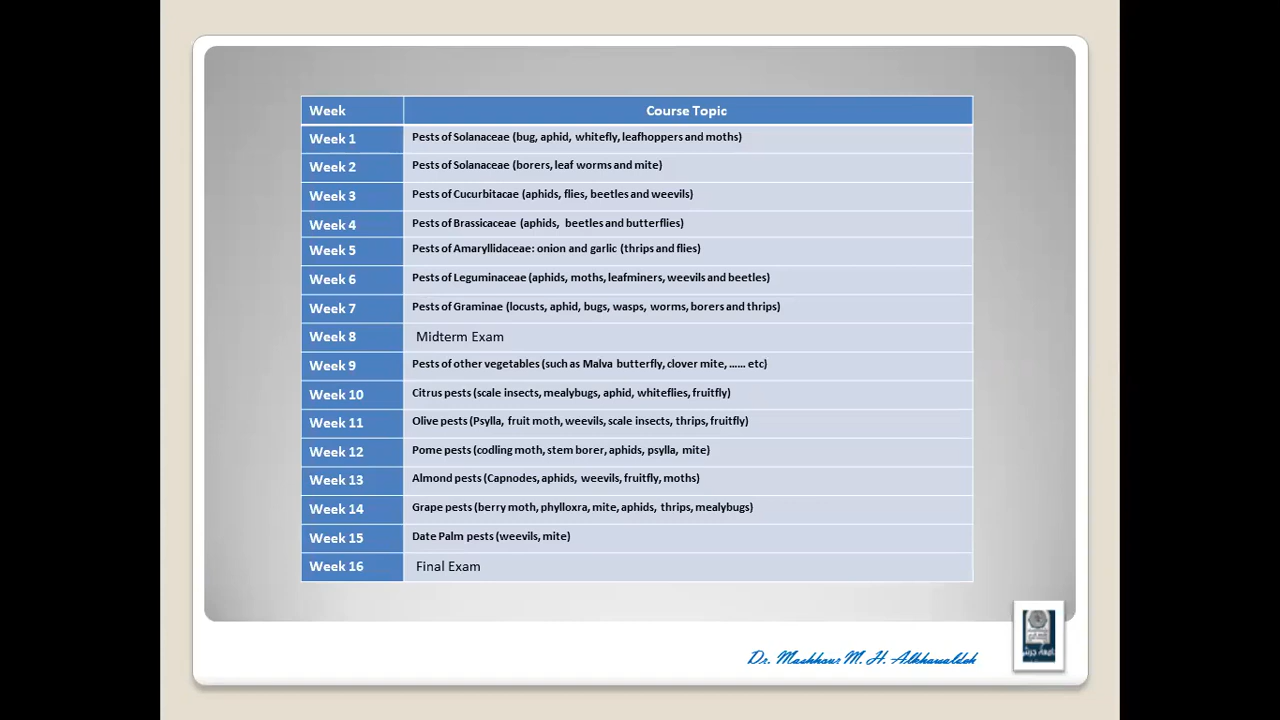 Week Course Topic
Week 1 Pests of Solanaceae (bug, aphid, whitefly, leafhoppers and moths)
Week 2 Pests of Solanaceae (borers, leaf worms and mite)
Week 3 Pests of Cucurbitacae (aphids, flies, beetles and weevils)
Week 4 Pests of Brassicaceae (aphids, beetles and butterflies)
Week 5 Pests of Amaryllidaceae: onion and garlic (thrips and flies)
Week 6 Pests of Leguminaceae (aphids, moths, leafminers, weevils and beetles)
Week 7 Pests of Graminae (locusts, aphid, bugs, wasps, worms, borers and thrips)
Week 8 Midterm Exam
Week 9 Pests of other vegetables (such as Malva butterfly, clover mite, ...... etc)
Week 10 Citrus pests (scale insects, mealybugs, aphid, whiteflies, fruitfly)
Week 11 Olive pests (Psylla, fruit moth, weevils, scale insects, thrips, fruitfly)
Week 12 Pome pests (codling moth, stem borer, aphids, psylla, mite)
Week 13 Almond pests (Capnodes, aphids, weevils, fruitfly, moths)
Week 14 Grape pests (berry moth, phylloxra, mite, aphids, thrips, mealybugs)
Week 15 Date Palm pests (weevils, mite)
Week 16 Final Exam
Dr. Mashhour M. H. Alkhawaldeh